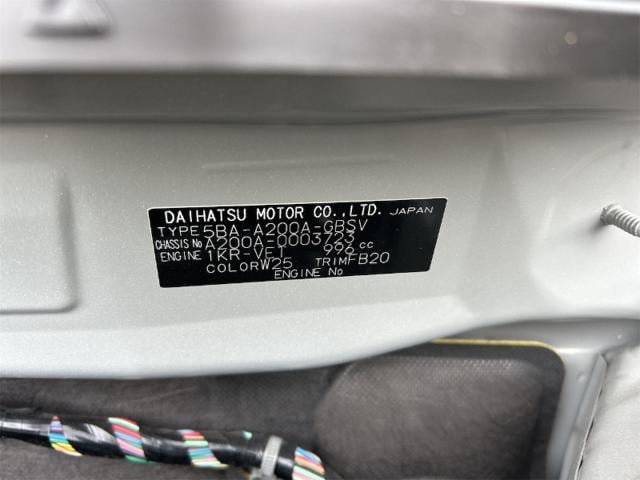 DAIHATSU MOTOR CO.,LTD. JAPAN
TYPE 5BA-A200A-GBSV
CHASSIS No A200A-0003723
ENGINE 1KR-VET 996 cc
COLOR W25 TRIM FB20
ENGINE No